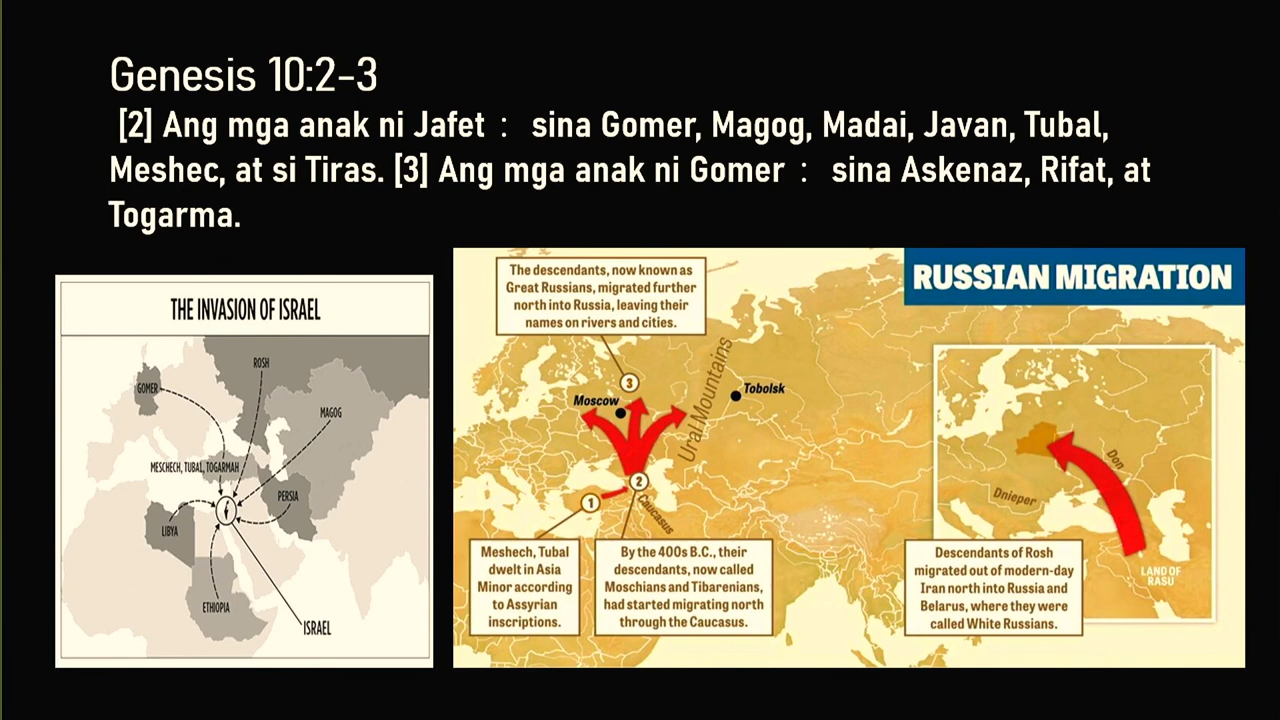 Genesis 10:2-3
[2] Ang mga anak ni Jafet : sina Gomer, Magog, Madai, Javan, Tubal,
Meshec, at si Tiras. [3] Ang mga anak ni Gomer : sina Askenaz, Rifat, at
Togarma.
THE INVASION OF ISRAEL
ROSH
GOMER
MAGOG
MESCHECH, TUBAL, TOGARMAH
PERSIA
LIBYA
ETHIOPIA
ISRAEL
RUSSIAN MIGRATION
The descendants, now known as
Great Russians, migrated further
north into Russia, leaving their
names on rivers and cities.
3
Moscow
Ural Mountains
Tobolsk
1
2
Caucasus
Meshech, Tubal
dwelt in Asia
Minor according
to Assyrian
inscriptions.
By the 400s B.C., their
descendants, now called
Moschians and Tibarenians,
had started migrating north
through the Caucasus.
Don
Dnieper
LAND OF
RASU
Descendants of Rosh
migrated out of modern-day
Iran north into Russia and
Belarus, where they were
called White Russians.